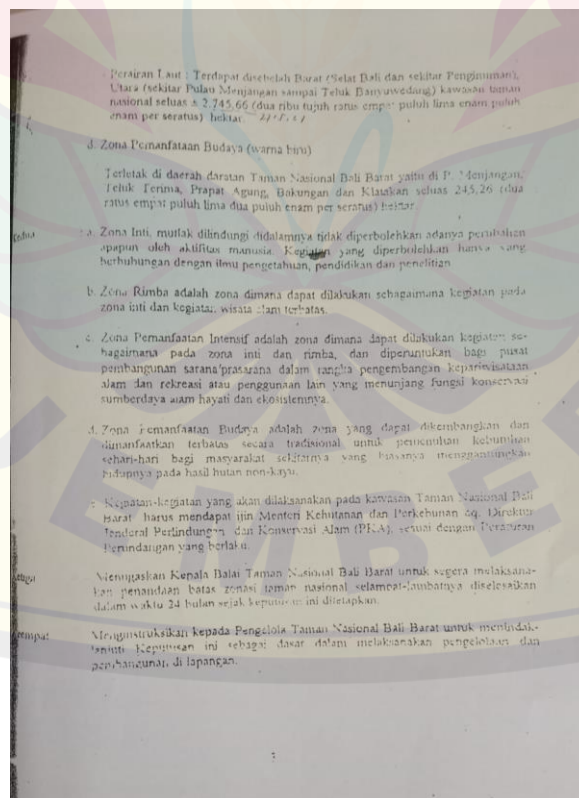 Perairan Laut : Terdapat disebelah Barat (Selat Bali dan sekitar Penginuman),
Utara (sekitar Pulau Menjangan sampai Teluk Banyuwedang) kawasan taman
nasional seluas ± 2.745,66 (dua ribu tujuh ratus empat puluh lima enam puluh
enam per seratus) hektar.
d. Zona Pemanfataan Budaya (warna biru)
Terletak di daerah daratan Taman Nasional Bali Barat yaitu di P. Menjangan,
Teluk Terima, Prapat Agung, Bakungan dan Klatakan seluas 245,26 (dua
ratus empat puluh lima dua puluh enam per seratus) hektar
Kedua : a. Zona Inti, mutlak dilindungi didalamnya tidak diperbolehkan adanya perubahan
apapun oleh aktifitas manusia. Kegiatan yang diperbolehkan hanya yang
berhubungan dengan ilmu pengetahuan, pendidikan dan penelitian
b. Zona Rimba adalah zona dimana dapat dilakukan sebagaimana kegiatan pada
zona inti dan kegiatan wisata alam terbatas.
c. Zona Pemanfaatan Intensif adalah zona dimana dapat dilakukan kegiatan se-
bagaimana pada zona inti dan rimba, dan diperuntukan bagi pusat
pembangunan sarana/prasarana dalam rangka pengembangan kepariwisataan
alam dan rekreasi atau penggunaan lain yang menunjang fungsi konservasi
sumberdaya alam hayati dan ekosistemnya.
d. Zona Pemanfaatan Budaya adalah zona yang dapat dikembangkan dan
dimanfaatkan terbatas secara tradisional untuk pemenuhan kebutuhan
sehari-hari bagi masyarakat sekitarnya yang biasanya menggantungkan
hidupnya pada hasil hutan non-kayu.
e. Kegiatan-kegiatan yang akan dilaksanakan pada kawasan Taman Nasional Bali
Barat harus mendapat ijin Menteri Kehutanan dan Perkebunan cq. Direktur
Jenderal Perlindungan dan Konservasi Alam (PKA), sesuai dengan Peraturan
Perundangan yang berlaku.
Ketiga Menugaskan Kepala Balai Taman Nasional Bali Barat untuk segera melaksana-
kan penandaan batas zonasi taman nasional selambat-lambatnya diselesaikan
dalam waktu 24 bulan sejak keputusan ini ditetapkan.
Keempat Menginstruksikan kepada Pengelola Taman Nasional Bali Barat untuk menindak-
lanjuti Keputusan ini sebagai dasar dalam melaksanakan pengelolaan dan
pembangunan di lapangan.